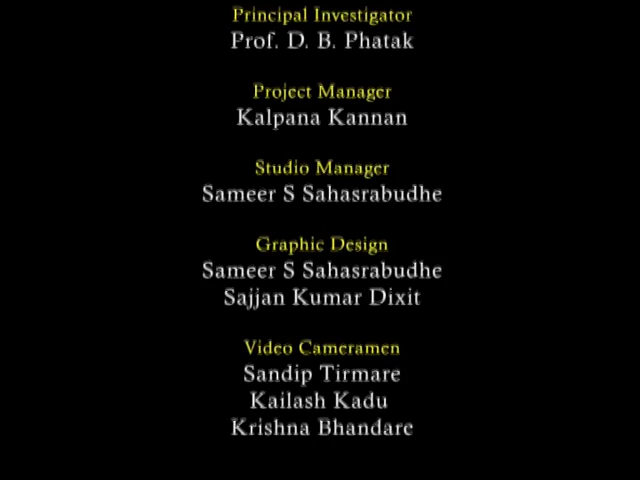 Principal Investigator
Prof. D. B. Phatak
Project Manager
Kalpana Kannan
Studio Manager
Sameer S Sahasrabudhe
Graphic Design
Sameer S Sahasrabudhe
Sajjan Kumar Dixit
Video Cameramen
Sandip Tirmare
Kailash Kadu
Krishna Bhandare